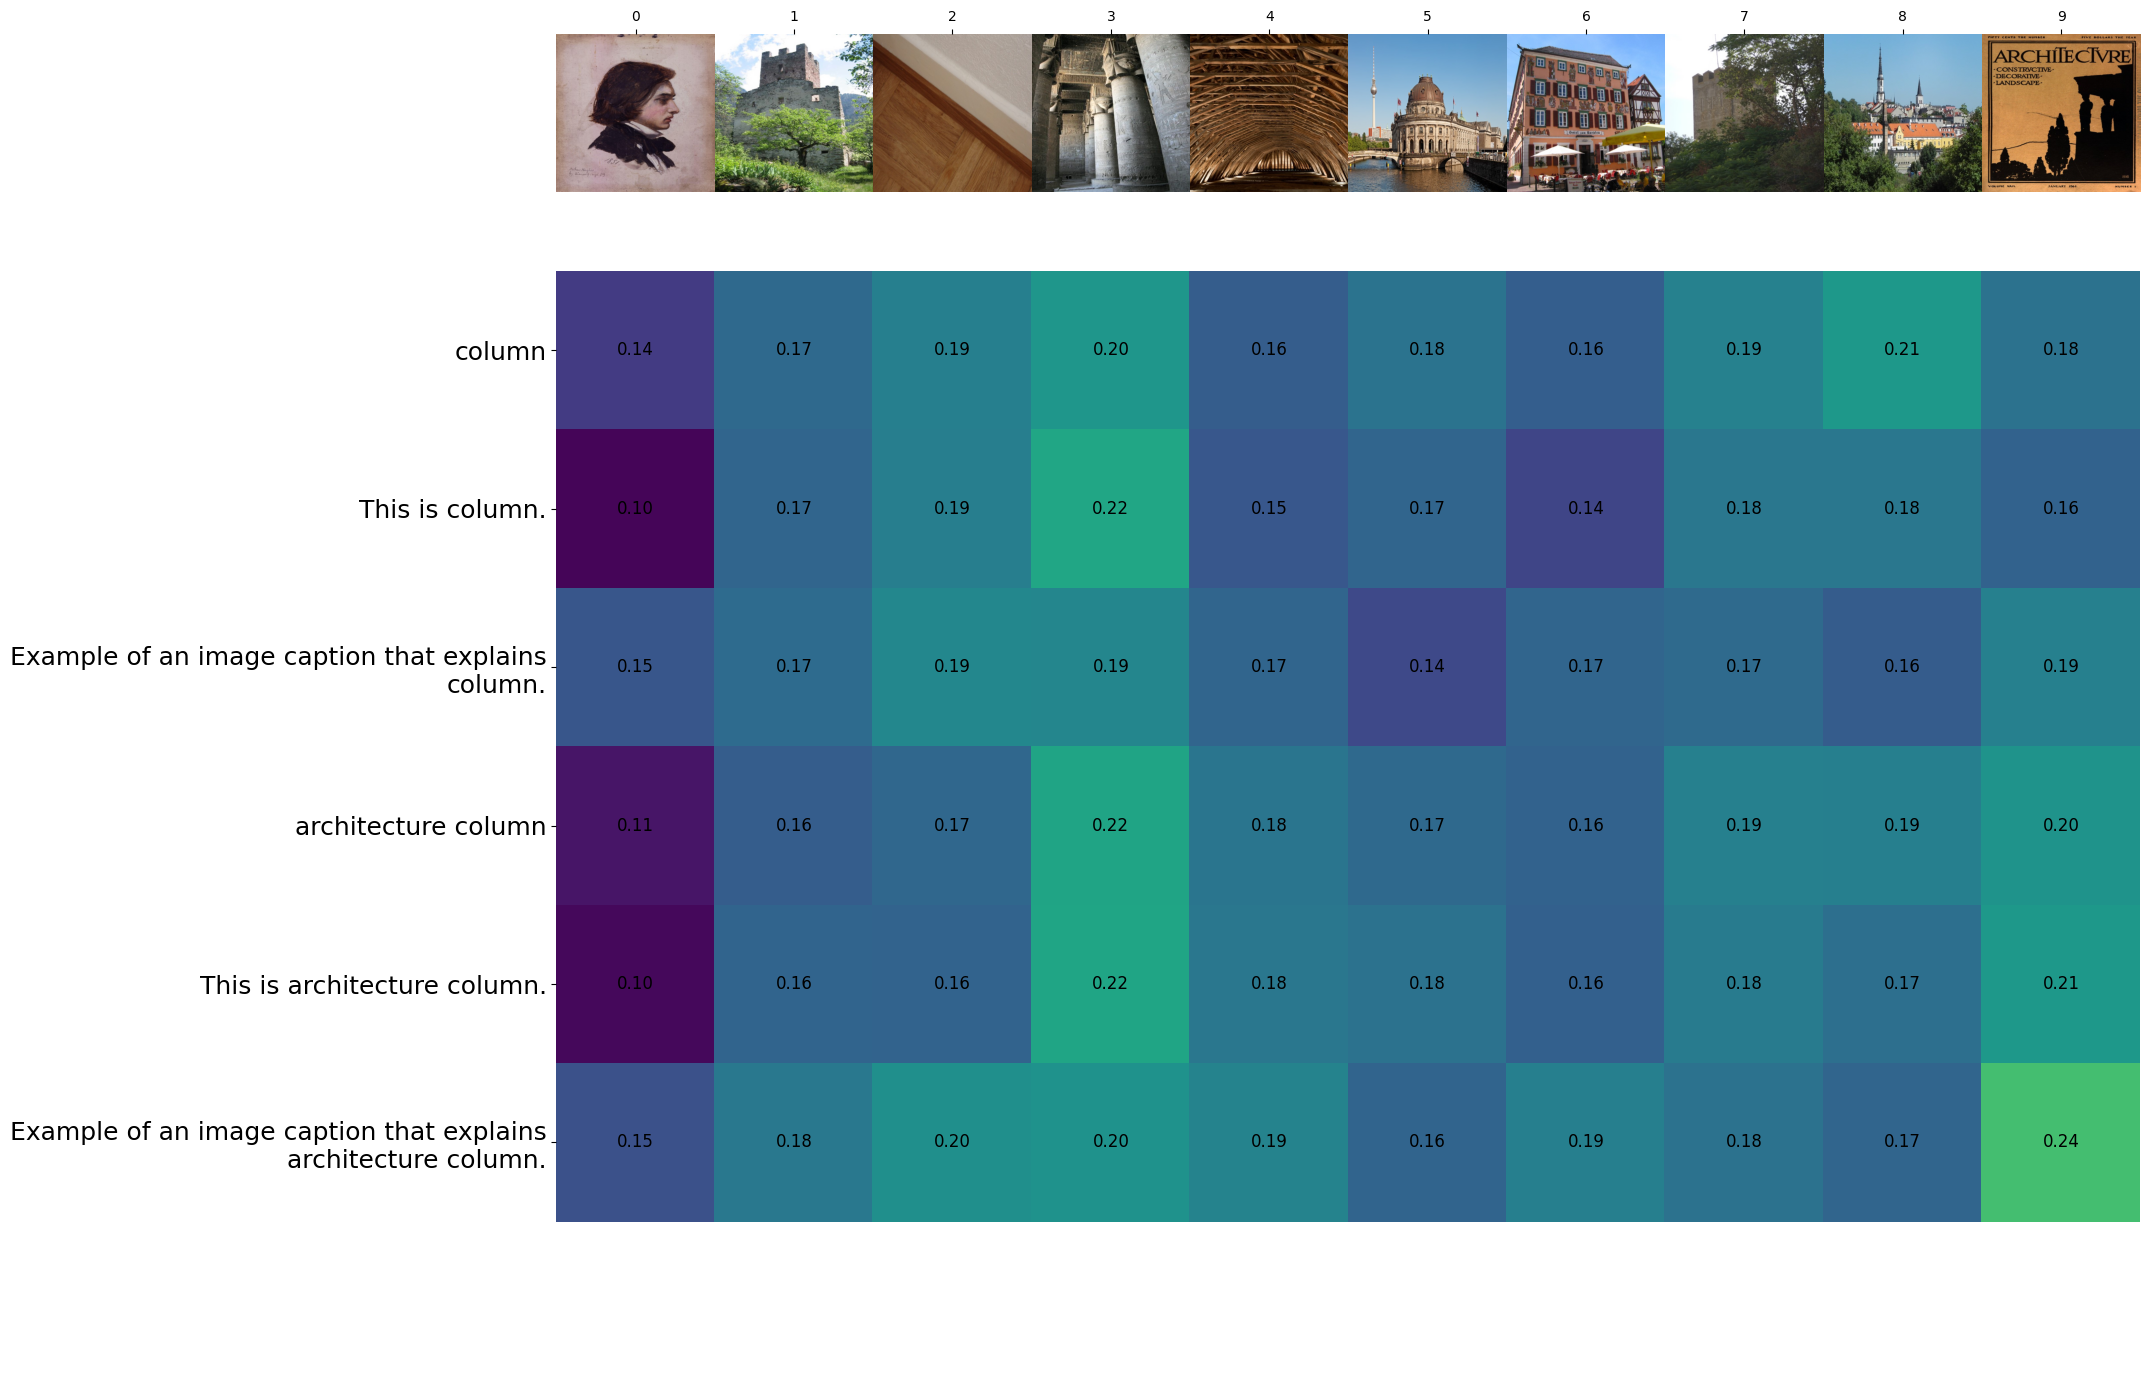 0 1 2 3 4 5 6 7 8 9
ARCHITECTVRE
·CONSTRVCTIVE·
·DECORATIVE·
·LANDSCAPE·
column 0.14 0.17 0.19 0.20 0.16 0.18 0.16 0.19 0.21 0.18
This is column. 0.10 0.17 0.19 0.22 0.15 0.17 0.14 0.18 0.18 0.16
Example of an image caption that explains
column. 0.15 0.17 0.19 0.19 0.17 0.14 0.17 0.17 0.16 0.19
architecture column 0.11 0.16 0.17 0.22 0.18 0.17 0.16 0.19 0.19 0.20
This is architecture column. 0.10 0.16 0.16 0.22 0.18 0.18 0.16 0.18 0.17 0.21
Example of an image caption that explains
architecture column. 0.15 0.18 0.20 0.20 0.19 0.16 0.19 0.18 0.17 0.24